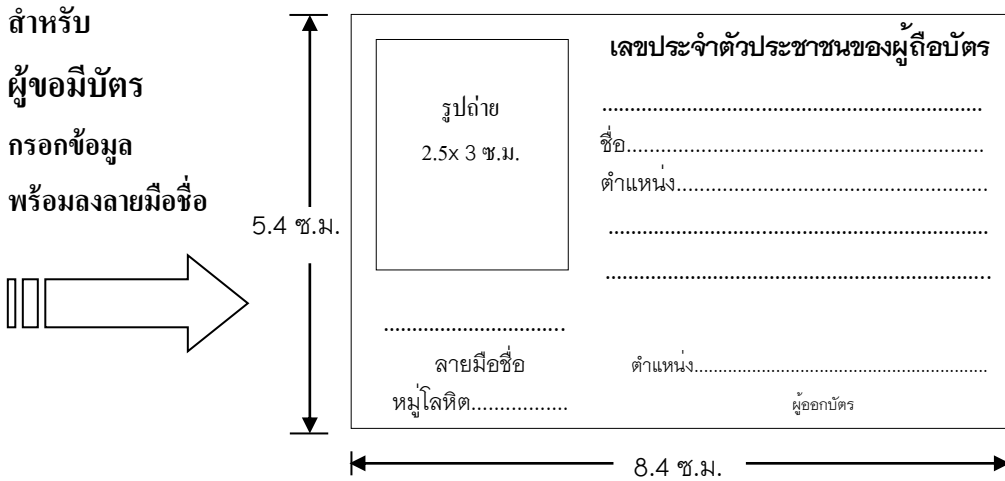 สำหรับ
ผู้ขอมีบัตร
กรอกข้อมูล
พร้อมลงลายมือชื่อ
5.4 ซ.ม.
รูปถ่าย
2.5x 3 ซ.ม.
เลขประจำตัวประชาชนของผู้ถือบัตร
....................................................................
ชื่อ................................................................
ตำแหน่ง.......................................................
....................................................................
....................................................................
................................
ลายมือชื่อ
หมู่โลหิต.................
ตำแหน่ง................................................................
ผู้ออกบัตร
8.4 ซ.ม.